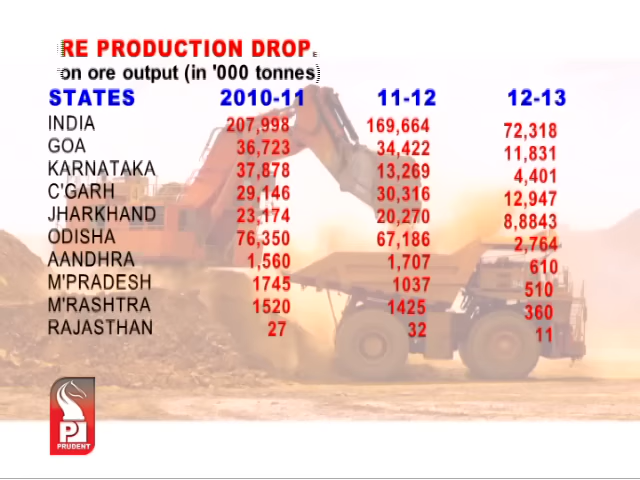 RE PRODUCTION DROP
on ore output (in '000 tonnes)
STATES 2010-11 11-12 12-13
INDIA 207,998 169,664 72,318
GOA 36,723 34,422 11,831
KARNATAKA 37,878 13,269 4,401
C'GARH 29,146 30,316 12,947
JHARKHAND 23,174 20,270 8,8843
ODISHA 76,350 67,186 2,764
AANDHRA 1,560 1,707 610
M'PRADESH 1745 1037 510
M'RASHTRA 1520 1425 360
RAJASTHAN 27 32 11
PRUDENT